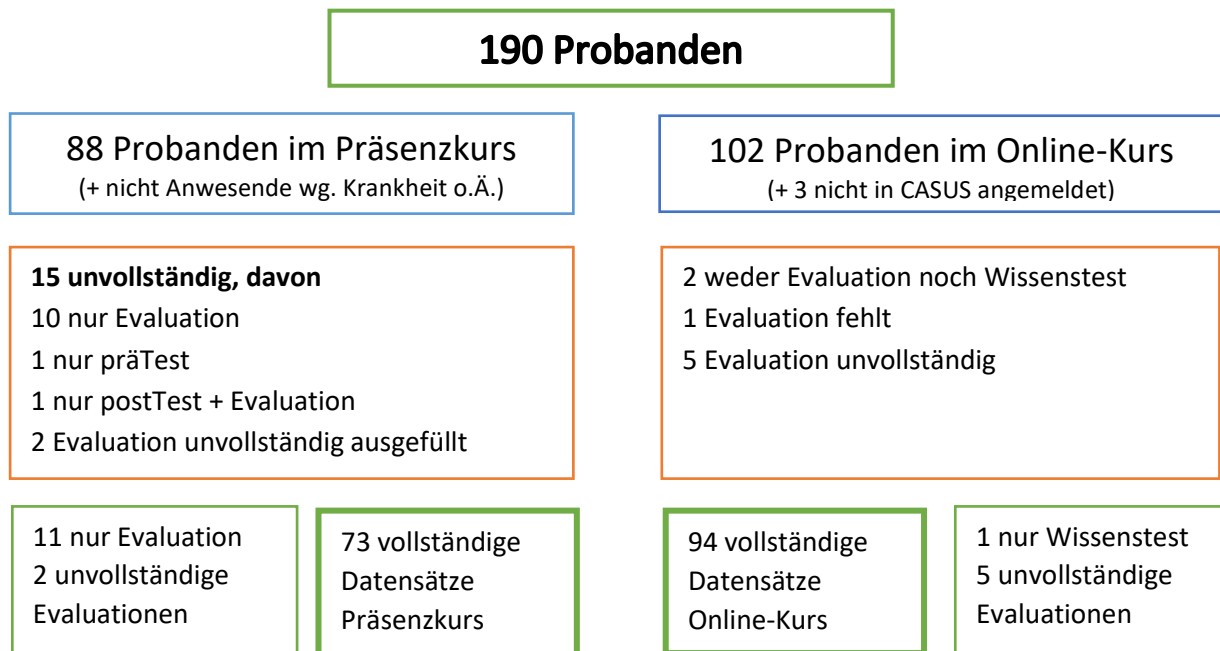 190 Probanden
88 Probanden im Präsenzkurs
(+ nicht Anwesende wg. Krankheit o.Ä.)
102 Probanden im Online-Kurs
(+ 3 nicht in CASUS angemeldet)
15 unvollständig, davon
10 nur Evaluation
1 nur präTest
1 nur postTest + Evaluation
2 Evaluation unvollständig ausgefüllt
2 weder Evaluation noch Wissenstest
1 Evaluation fehlt
5 Evaluation unvollständig
11 nur Evaluation
2 unvollständige
Evaluationen
73 vollständige
Datensätze
Präsenzkurs
94 vollständige
Datensätze
Online-Kurs
1 nur Wissenstest
5 unvollständige
Evaluationen